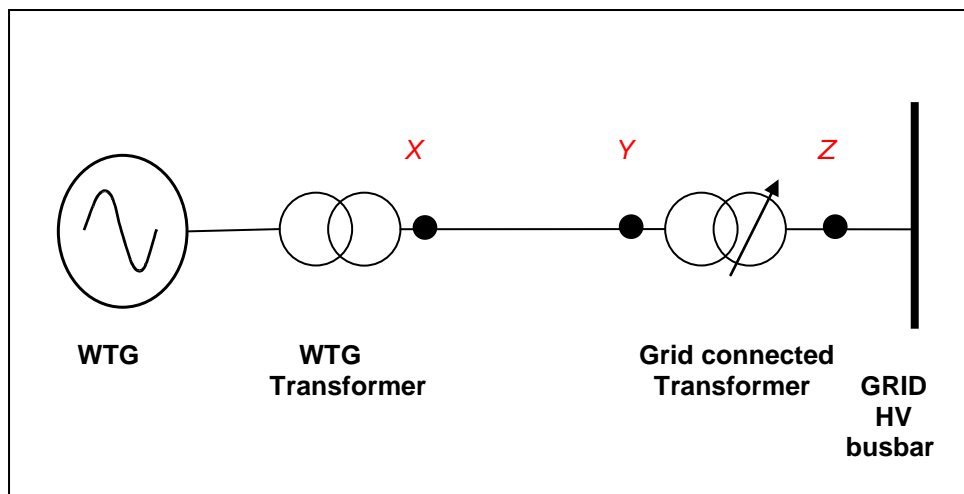 X
Y
Z
WTG
WTG
Transformer
Grid connected
Transformer
GRID
HV
busbar